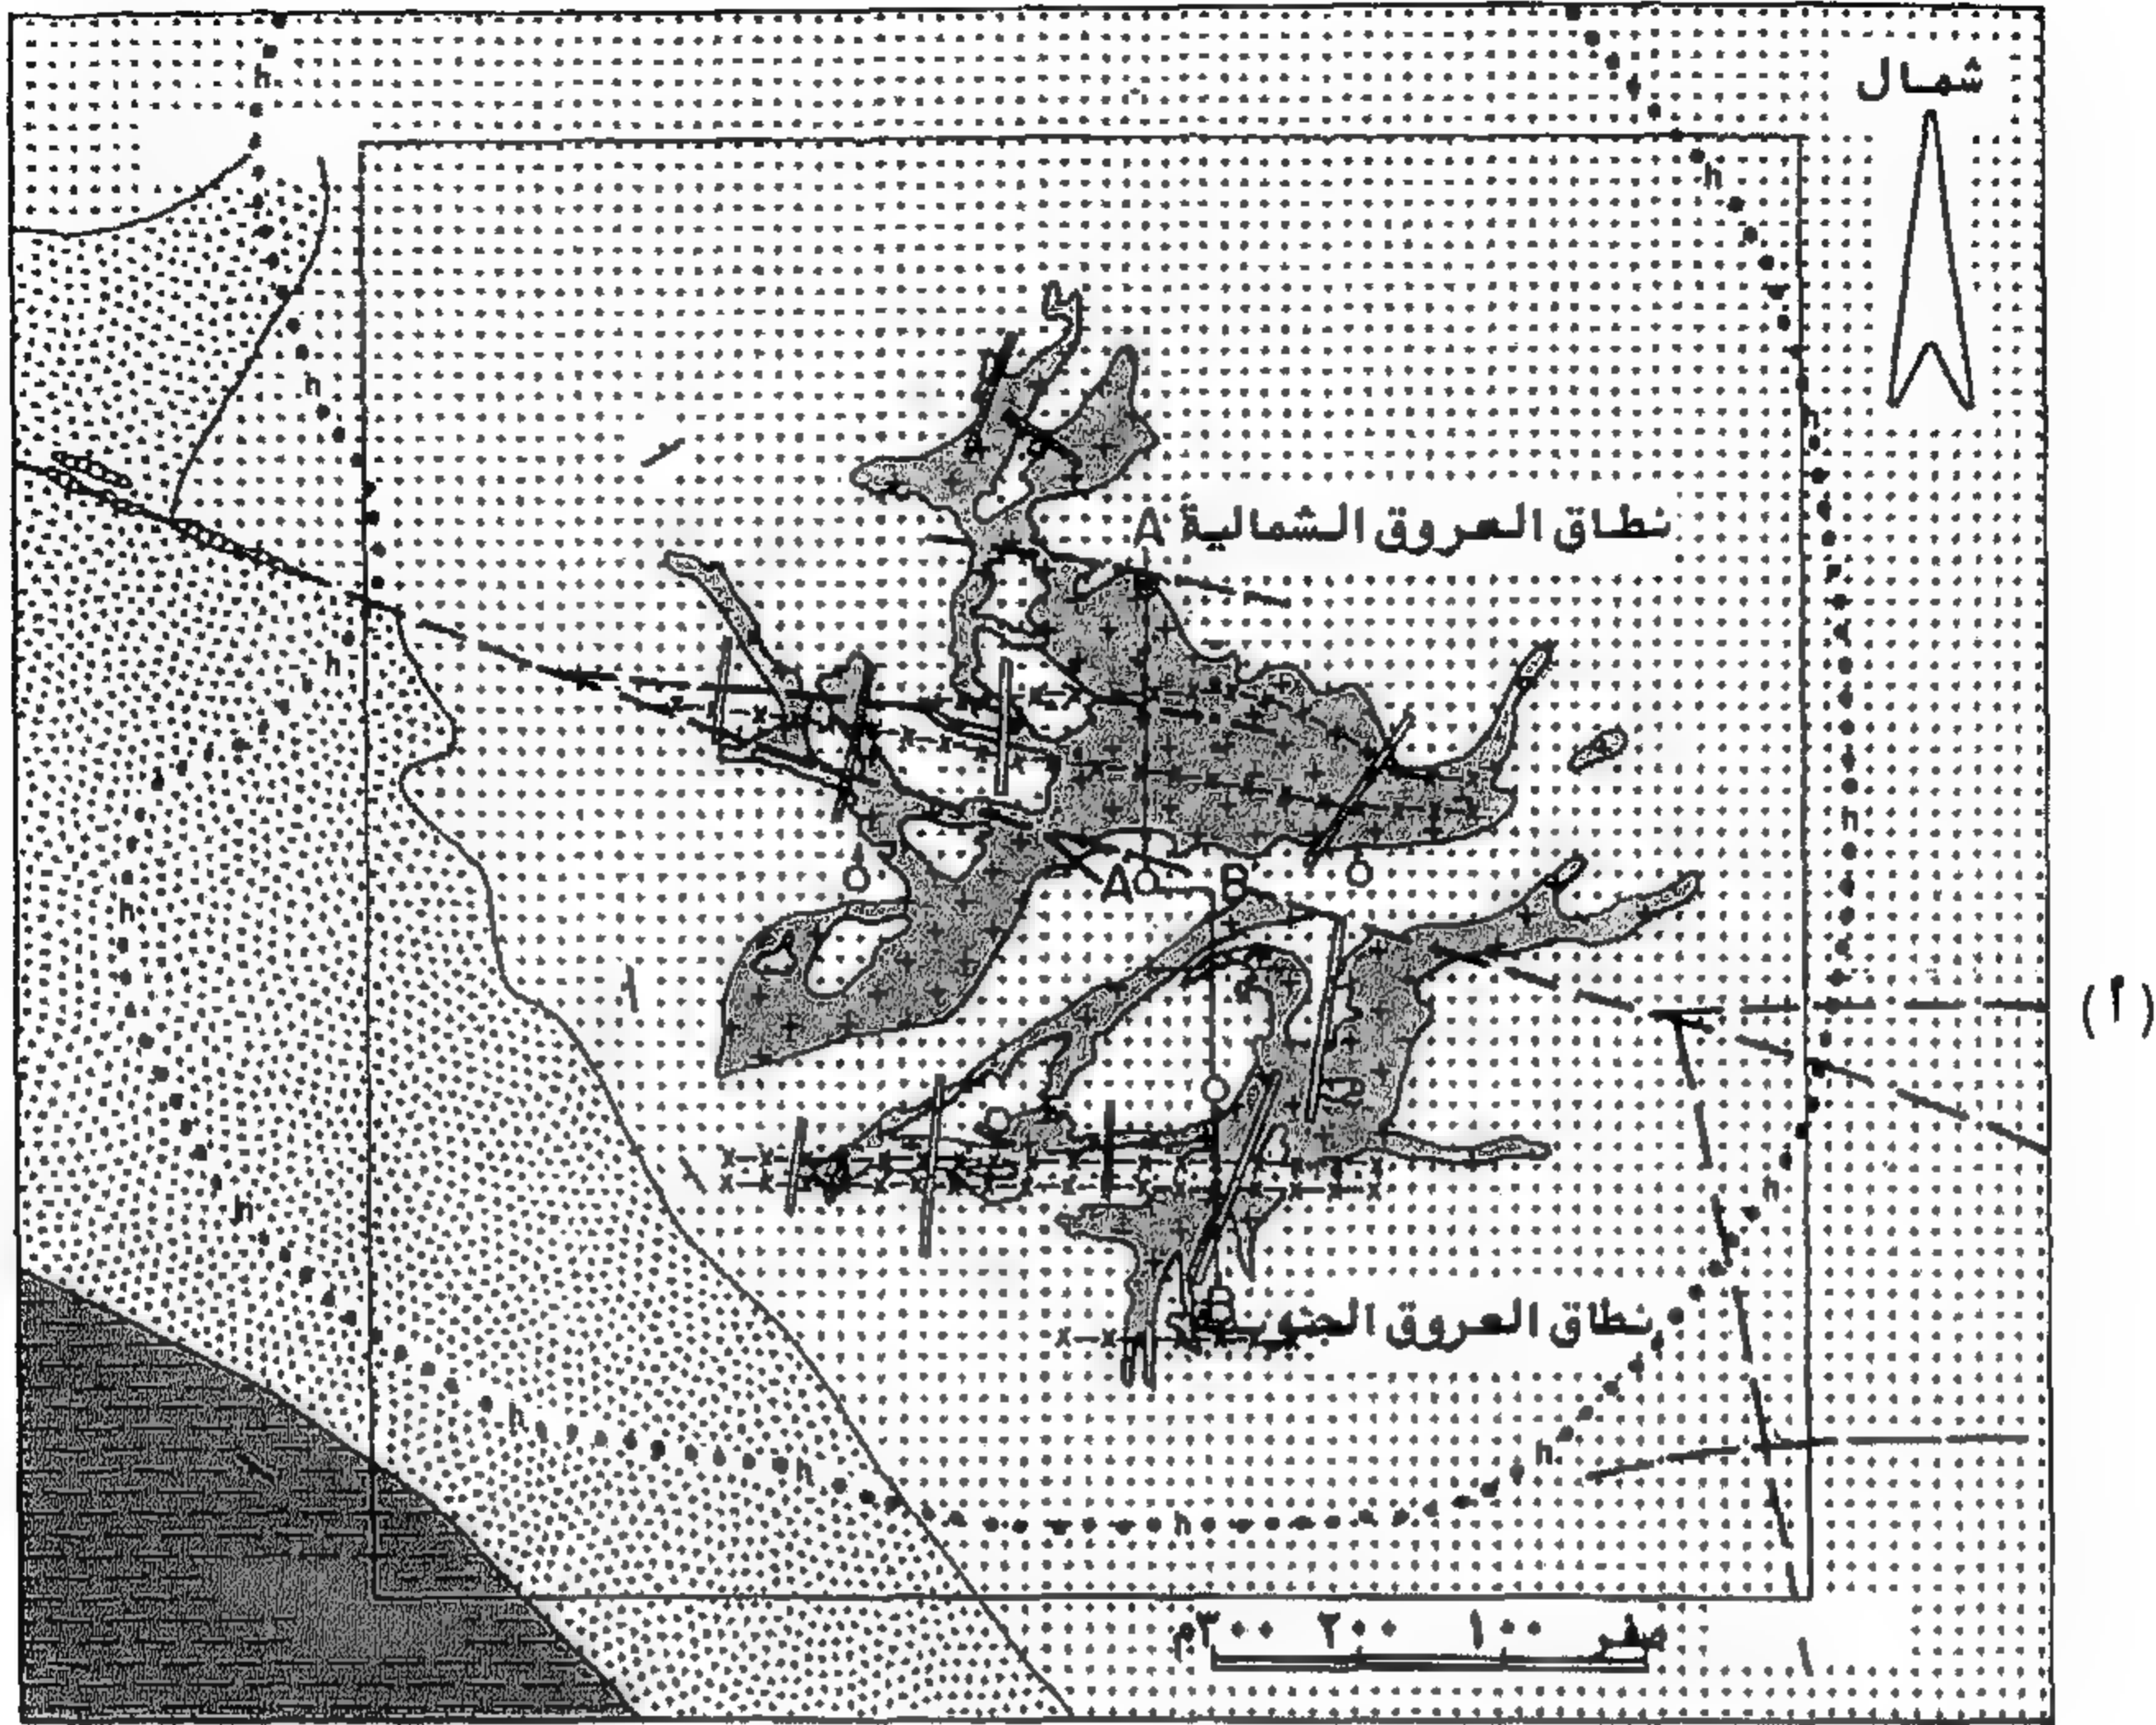 شمال
نطاق العروق الشمالية A
A B
(أ)
B
نطاق العروق الجنوبية
صفر ١٠٠ ٢٠٠ ٣٠٠م